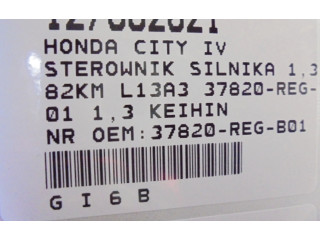 127002021
HONDA CITY IV
STEROWNIK SILNIKA 1,3
82KM L13A3 37820-REG-
01 1,3 KEIHIN
NR OEM:37820-REG-B01
G I 6 B